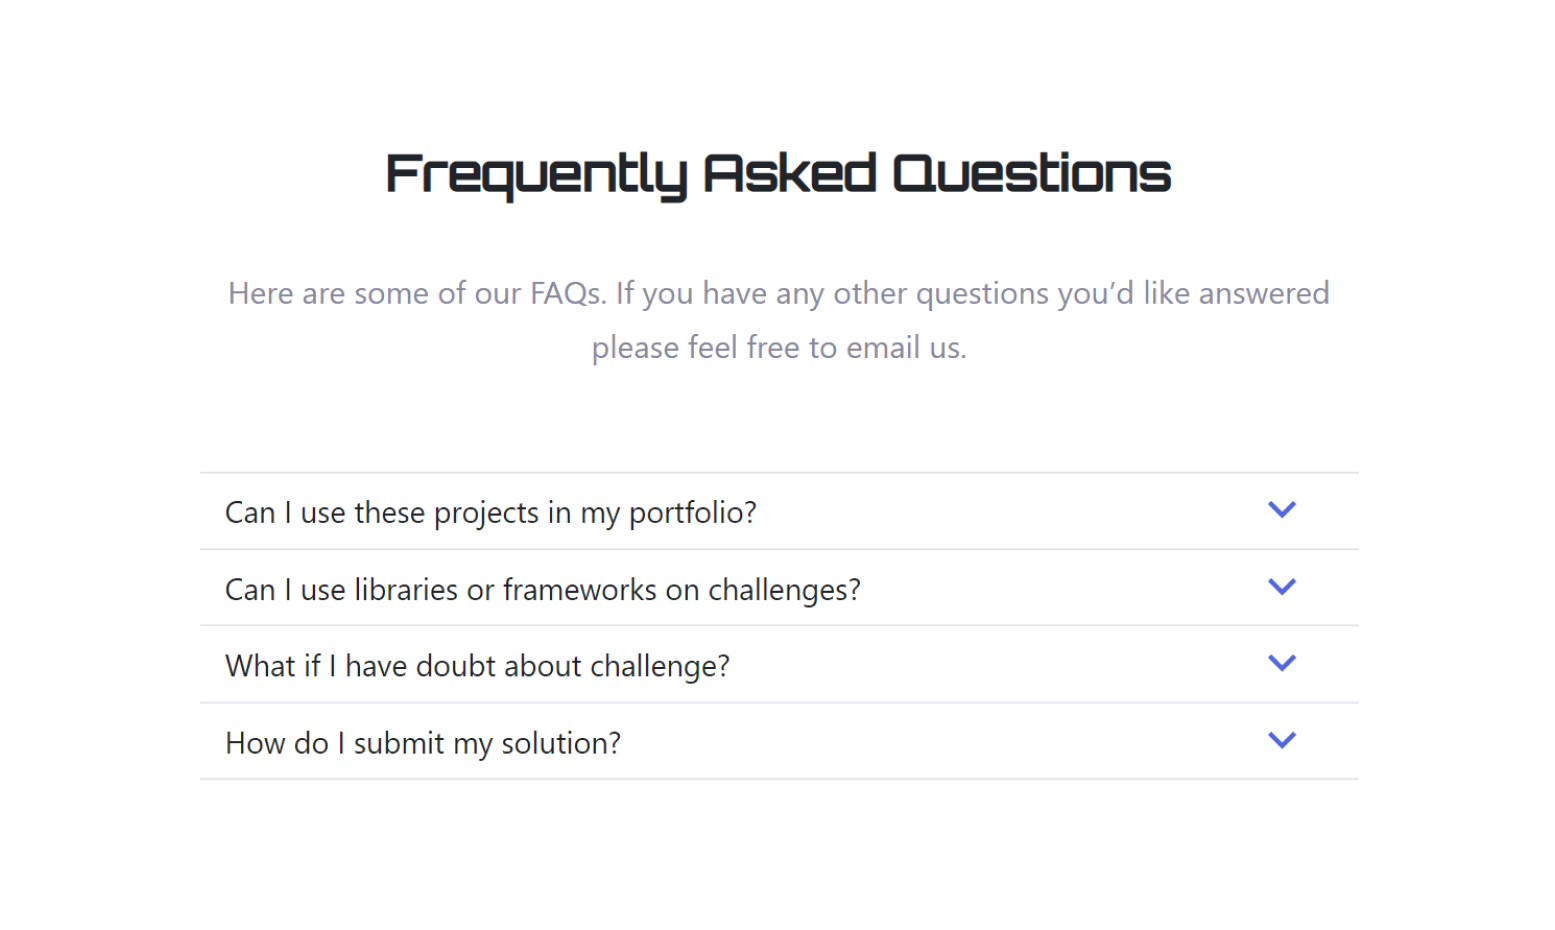 Frequently Asked Questions
Here are some of our FAQs. If you have any other questions you’d like answered
please feel free to email us.
Can I use these projects in my portfolio?
Can I use libraries or frameworks on challenges?
What if I have doubt about challenge?
How do I submit my solution?